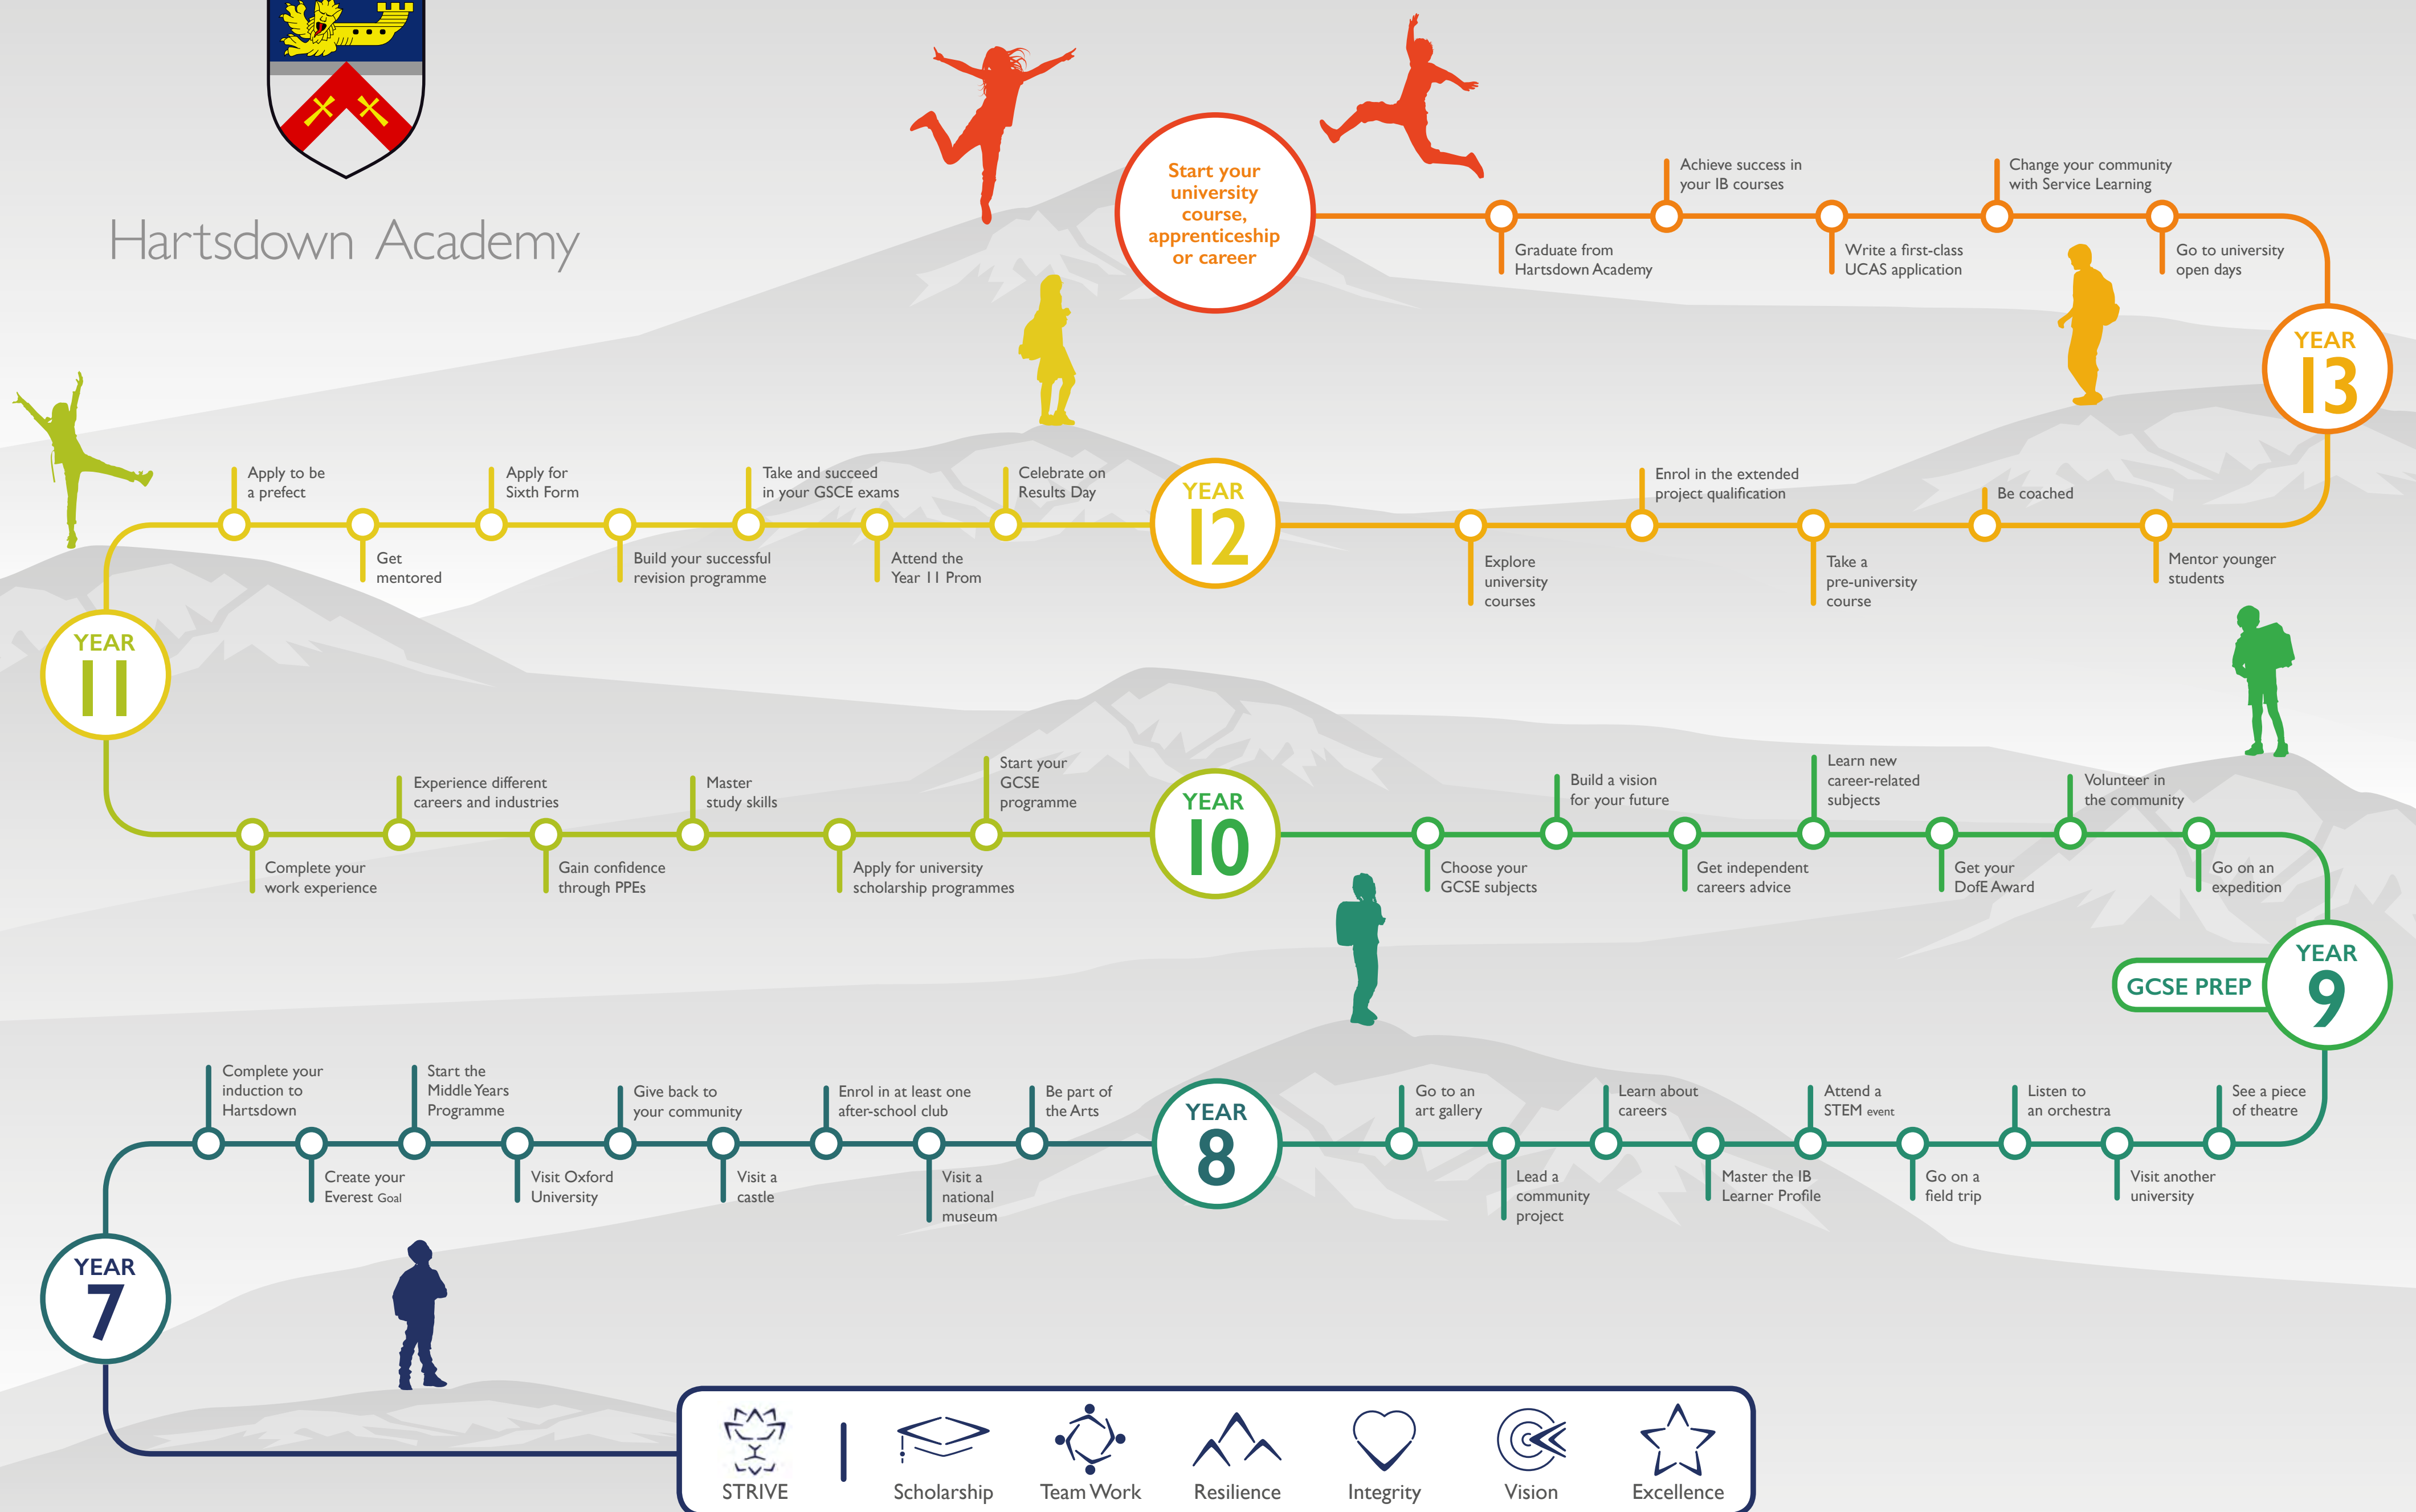 Hartsdown Academy
Start your
university
course,
apprenticeship
or career
Graduate from
Hartsdown Academy
Achieve success in
your IB courses
Write a first-class
UCAS application
Change your community
with Service Learning
Go to university
open days
YEAR
13
Apply to be
a prefect
Get
mentored
Apply for
Sixth Form
Build your successful
revision programme
Take and succeed
in your GSCE exams
Attend the
Year 11 Prom
Celebrate on
Results Day
YEAR
12
Explore
university
courses
Enrol in the extended
project qualification
Take a
pre-university
course
Be coached
Mentor younger
students
YEAR
11
Complete your
work experience
Experience different
careers and industries
Gain confidence
through PPEs
Master
study skills
Apply for university
scholarship programmes
Start your
GCSE
programme
YEAR
10
Choose your
GCSE subjects
Build a vision
for your future
Get independent
careers advice
Learn new
career-related
subjects
Get your
DofE Award
Volunteer in
the community
Go on an
expedition
GCSE PREP
YEAR
9
Complete your
induction to
Hartsdown
Create your
Everest Goal
Start the
Middle Years
Programme
Visit Oxford
University
Give back to
your community
Visit a
castle
Enrol in at least one
after-school club
Visit a
national
museum
Be part of
the Arts
YEAR
8
Go to an
art gallery
Lead a
community
project
Learn about
careers
Master the IB
Learner Profile
Attend a
STEM event
Go on a
field trip
Listen to
an orchestra
Visit another
university
See a piece
of theatre
YEAR
7
STRIVE
Scholarship
Team Work
Resilience
Integrity
Vision
Excellence